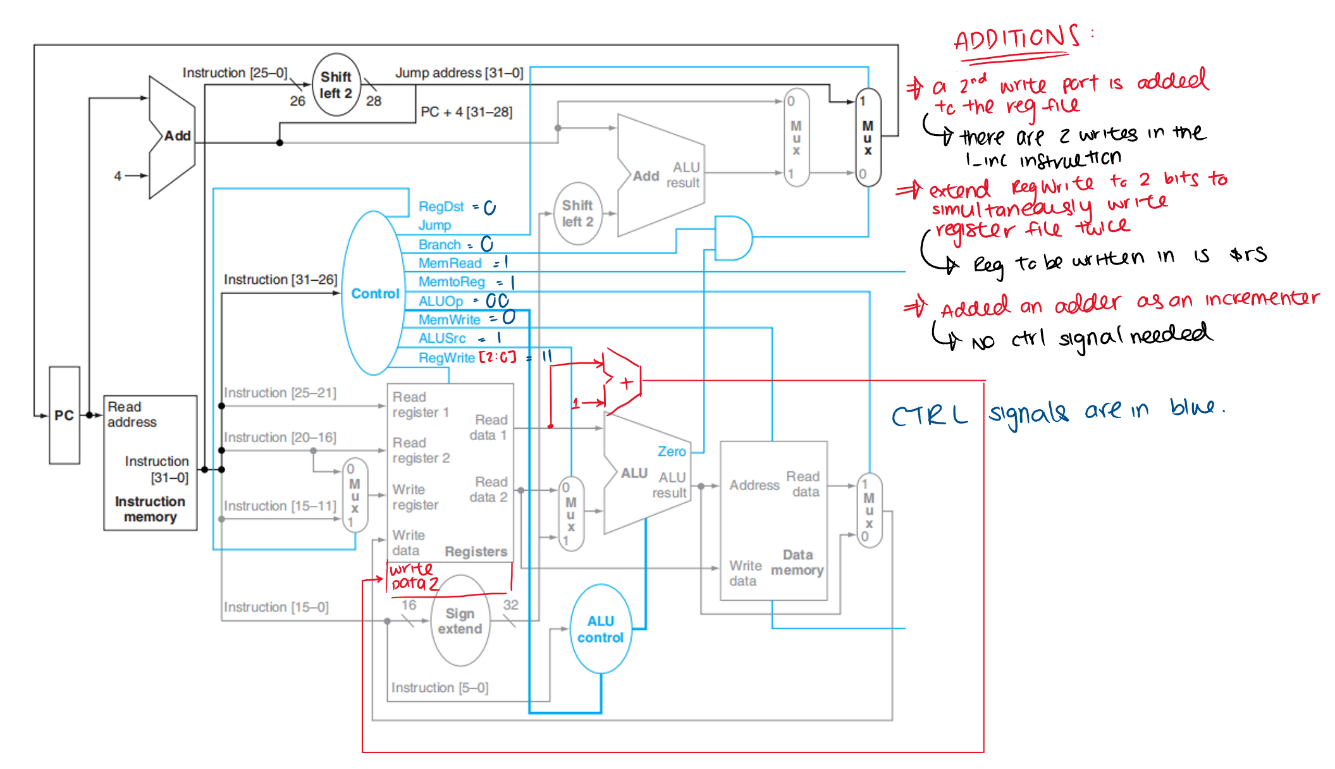 ADDITIONS:
⇒ a 2nd write port is added
to the reg file
↳ there are 2 writes in the
l_inc instruction
⇒ extend RegWrite to 2 bits to
simultaneously write
register file twice
↳ Reg to be written in is $rs
⇒ Added an adder as an incrementer
↳ NO ctrl signal needed
CTRL signals are in blue.
Instruction [25–0]
Shift
left 2
Jump address [31–0]
26
28
PC + 4 [31–28]
Add
4
0
M
u
x
1
1
M
u
x
0
Add
ALU
result
Shift
left 2
RegDst = 0
Jump
Branch = 0
MemRead = 1
MemtoReg = 1
ALUOp = 00
MemWrite = 0
ALUSrc = 1
RegWrite [2:0] = 11
Instruction [31–26]
Control
PC
Read
address
Instruction
[31–0]
Instruction
memory
Instruction [25–21]
Instruction [20–16]
Instruction [15–11]
0
M
u
x
1
Read
register 1
Read
register 2
Write
register
Write
data
Read
data 1
Read
data 2
Registers
write
data 2
+
1
0
M
u
x
1
Zero
ALU
ALU
result
Address
Read
data
Write
data
Data
memory
1
M
u
x
0
Instruction [15–0]
16
Sign
extend
32
ALU
control
Instruction [5–0]